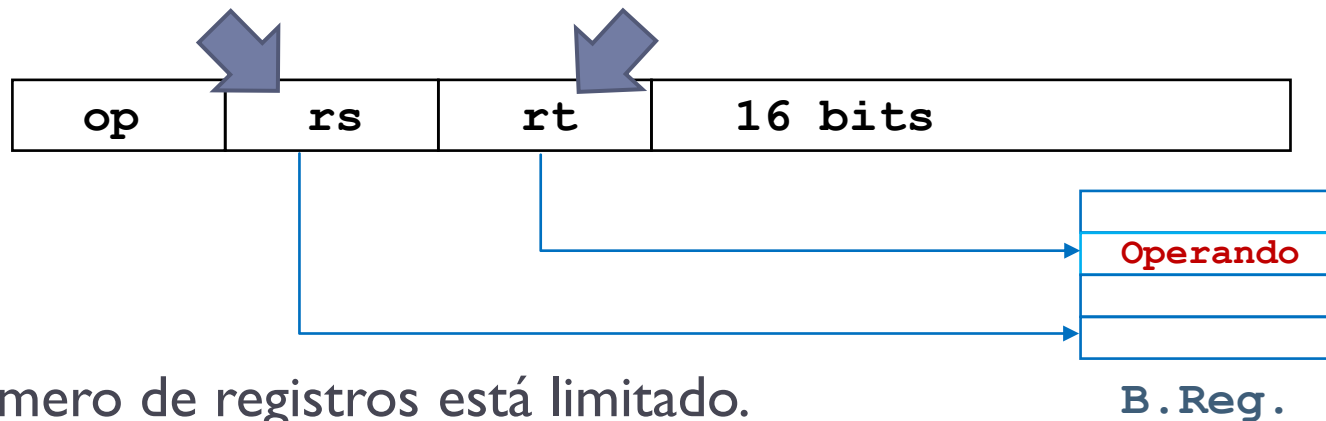 op rs rt 16 bits
Operando
mero de registros está limitado.
B.Reg.